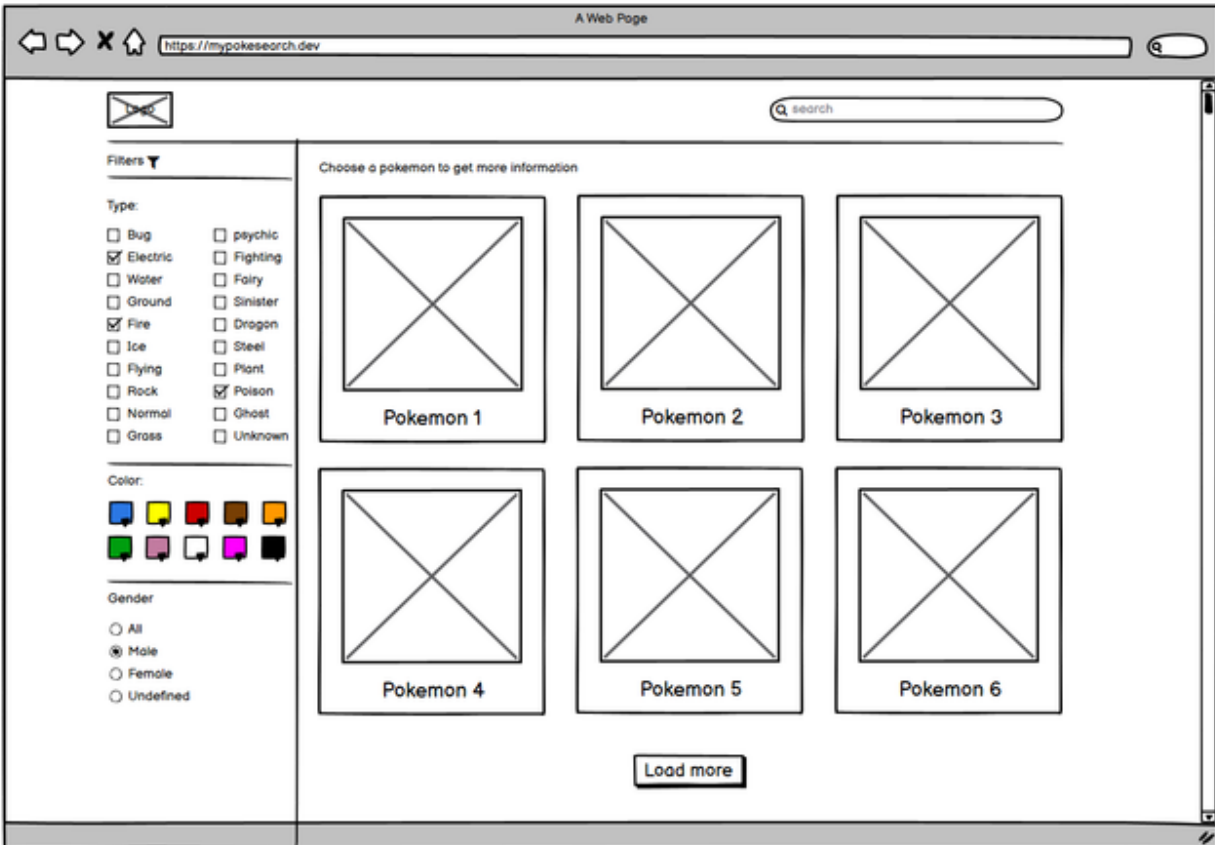 A Web Page
https://mypokesearch.dev
Logo
search
Filters
Choose a pokemon to get more information
Type:
Bug psychic
Electric Fighting
Water Fairy
Ground Sinister
Fire Dragon
Ice Steel
Flying Plant
Rock Poison
Normal Ghost
Grass Unknown
Color:
Gender
All
Male
Female
Undefined
Pokemon 1 Pokemon 2 Pokemon 3
Pokemon 4 Pokemon 5 Pokemon 6
Load more